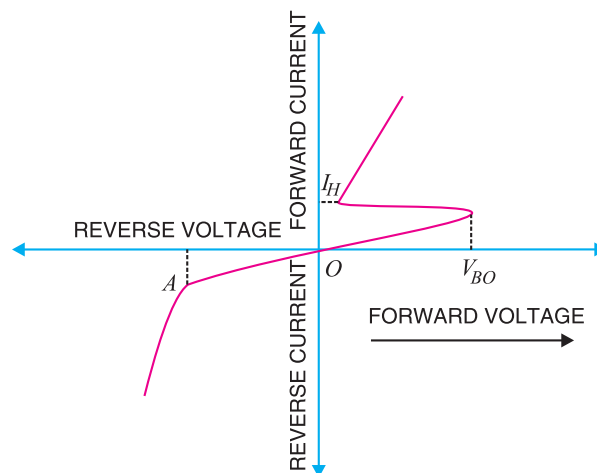 FORWARD CURRENT
I_H
REVERSE VOLTAGE
O
V_BO
A
FORWARD VOLTAGE
REVERSE CURRENT